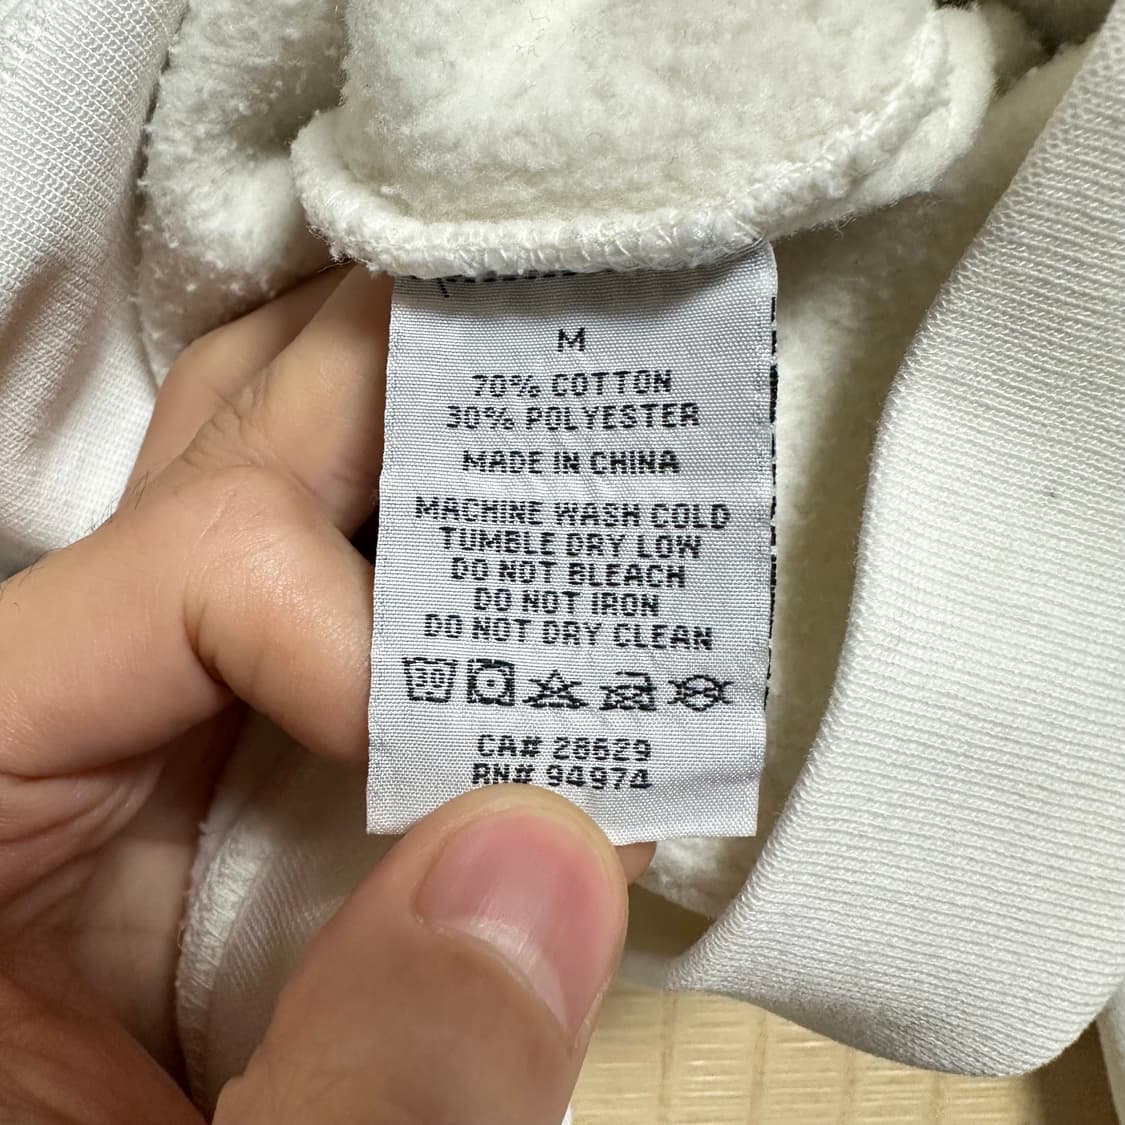 M
70% COTTON
30% POLYESTER
MADE IN CHINA
MACHINE WASH COLD
TUMBLE DRY LOW
DO NOT BLEACH
DO NOT IRON
DO NOT DRY CLEAN
30
CA# 28629
RN# 94974